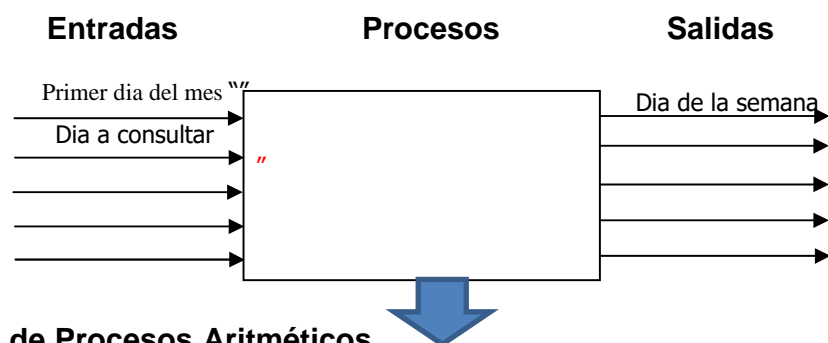 Entradas Procesos Salidas
Primer dia del mes “”
Dia de la semana
Dia a consultar
”
de Procesos Aritméticos